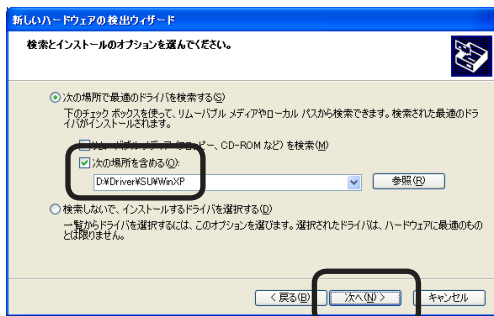 新しいハードウェアの検出ウィザード
検索とインストールのオプションを選んでください。
次の場所で最適のドライバを検索する(S)
下のチェック ボックスを使って、リムーバブル メディアやローカル パスから検索できます。検索された最適のドラ
イバがインストールされます。
リムーバブル メディア (フロッピー、CD-ROM など) を検索(M)
次の場所を含める(O):
D:¥Driver¥SU¥WinXP
参照(R)
検索しないで、インストールするドライバを選択する(D)
一覧からドライバを選択するには、このオプションを選びます。選択されたドライバは、ハードウェアに最適のもの
とは限りません。
< 戻る(B)
次へ(N) >
キャンセル